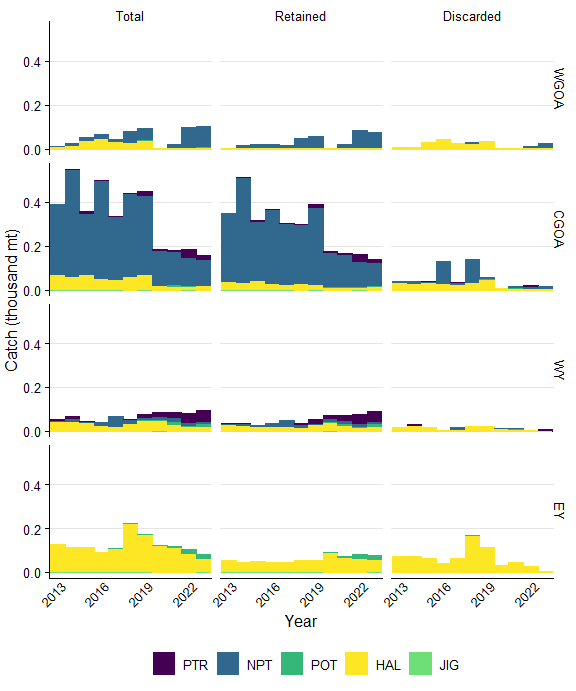 Total Retained Discarded
0.4
0.2
0.0
WGOA
0.4
0.2
0.0
CGOA
Catch (thousand mt)
0.4
0.2
0.0
WY
0.4
0.2
0.0
EY
2013 2016 2019 2022 2013 2016 2019 2022 2013 2016 2019 2022
Year
PTR NPT POT HAL JIG